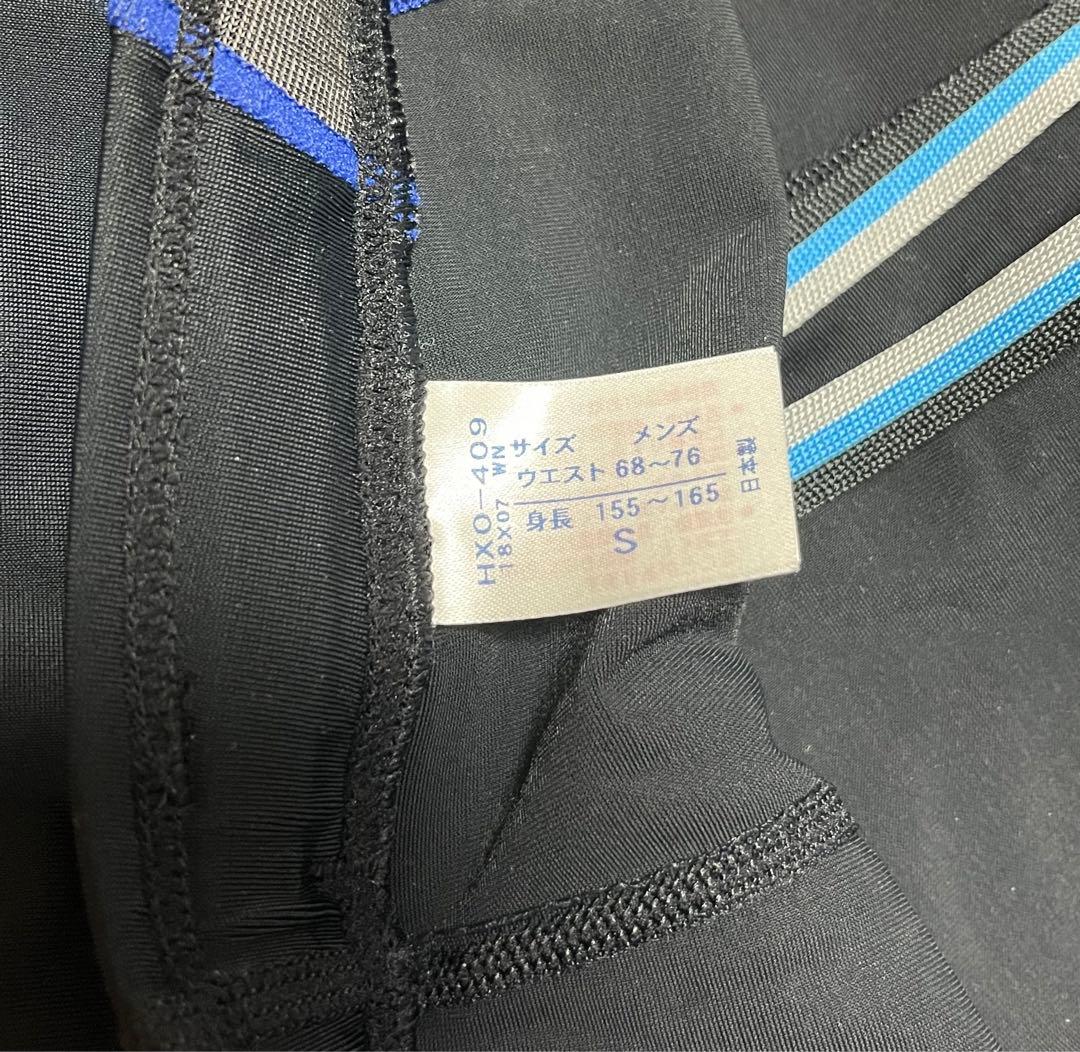 HXO-409
18X07 WN
サイズ メンズ
ウエスト 68～76
身長 155～165
S
日本製